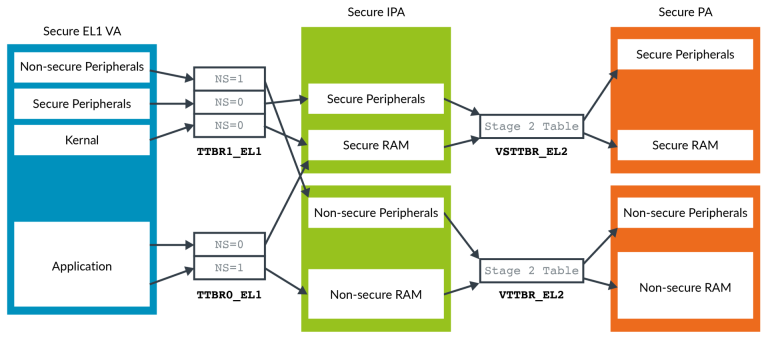 Secure EL1 VA
Secure IPA
Secure PA
Non-secure Peripherals
Secure Peripherals
Kernal
Application
NS=1
NS=0
NS=0
TTBR1_EL1
NS=0
NS=1
TTBR0_EL1
Secure Peripherals
Secure RAM
Non-secure Peripherals
Non-secure RAM
Stage 2 Table
VSTTBR_EL2
Stage 2 Table
VTTBR_EL2
Secure Peripherals
Secure RAM
Non-secure Peripherals
Non-secure RAM